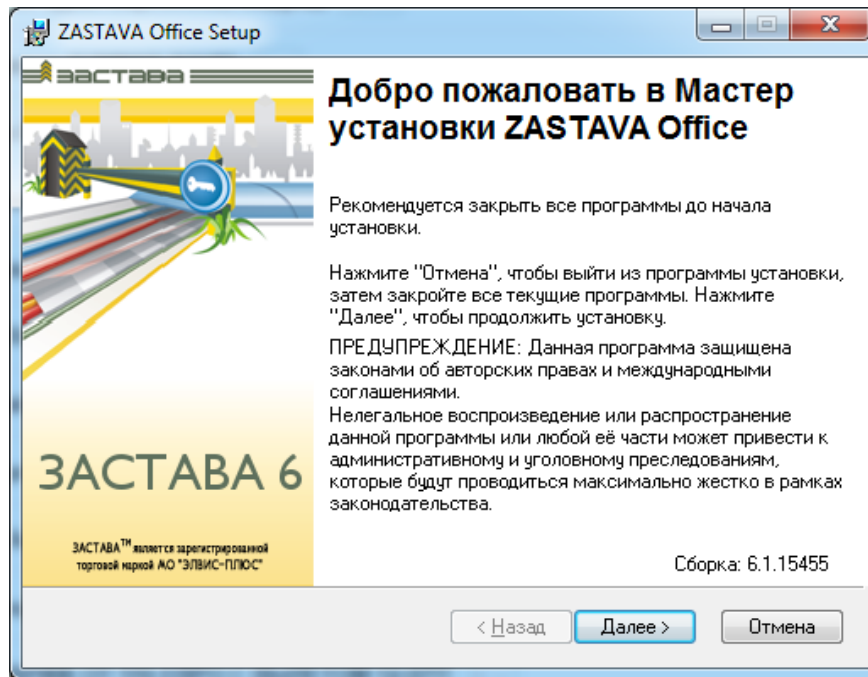 ZASTAVA Office Setup
застава
Добро пожаловать в Мастер
установки ZASTAVA Office
Рекомендуется закрыть все программы до начала
установки.
Нажмите "Отмена", чтобы выйти из программы установки,
затем закройте все текущие программы. Нажмите
"Далее", чтобы продолжить установку.
ПРЕДУПРЕЖДЕНИЕ: Данная программа защищена
законами об авторских правах и международными
соглашениями.
Нелегальное воспроизведение или распространение
данной программы или любой её части может привести к
административному и уголовному преследованиям,
которые будут проводиться максимально жестко в рамках
законодательства.
ЗАСТАВА 6
ЗАСТАВА™ является зарегистрированной
торговой маркой АО "ЭЛВИС-ПЛЮС"
Сборка: 6.1.15455
< Назад
Далее >
Отмена